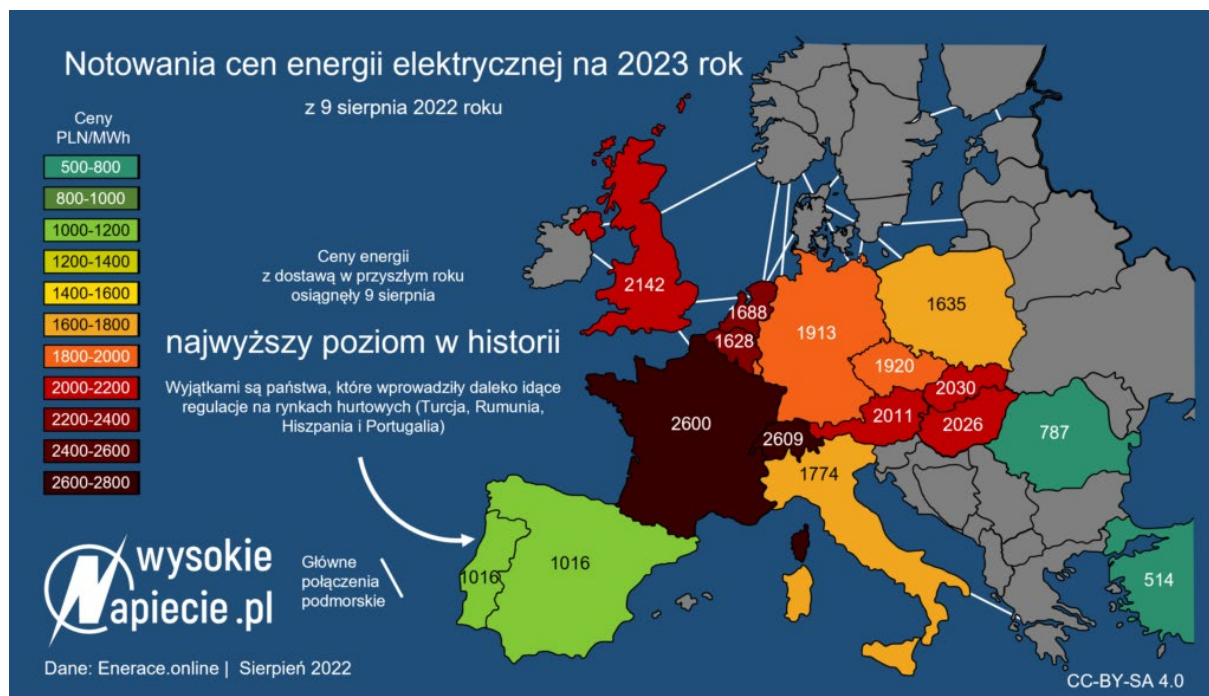 Notowania cen energii elektrycznej na 2023 rok
z 9 sierpnia 2022 roku
Ceny
PLN/MWh
500-800
800-1000
1000-1200
1200-1400
1400-1600
1600-1800
1800-2000
2000-2200
2200-2400
2400-2600
2600-2800
Ceny energii
z dostawą w przyszłym roku
osiągnęły 9 sierpnia
najwyższy poziom w historii
Wyjątkami są państwa, które wprowadziły daleko idące
regulacje na rynkach hurtowych (Turcja, Rumunia,
Hiszpania i Portugalia)
2142
1688
1628
1913
1635
1920
2030
2011
2026
2600
2609
1774
787
514
1016
1016
Główne
połączenia
podmorskie
wysokie
Napiecie.pl
Dane: Enerace.online | Sierpień 2022
CC-BY-SA 4.0